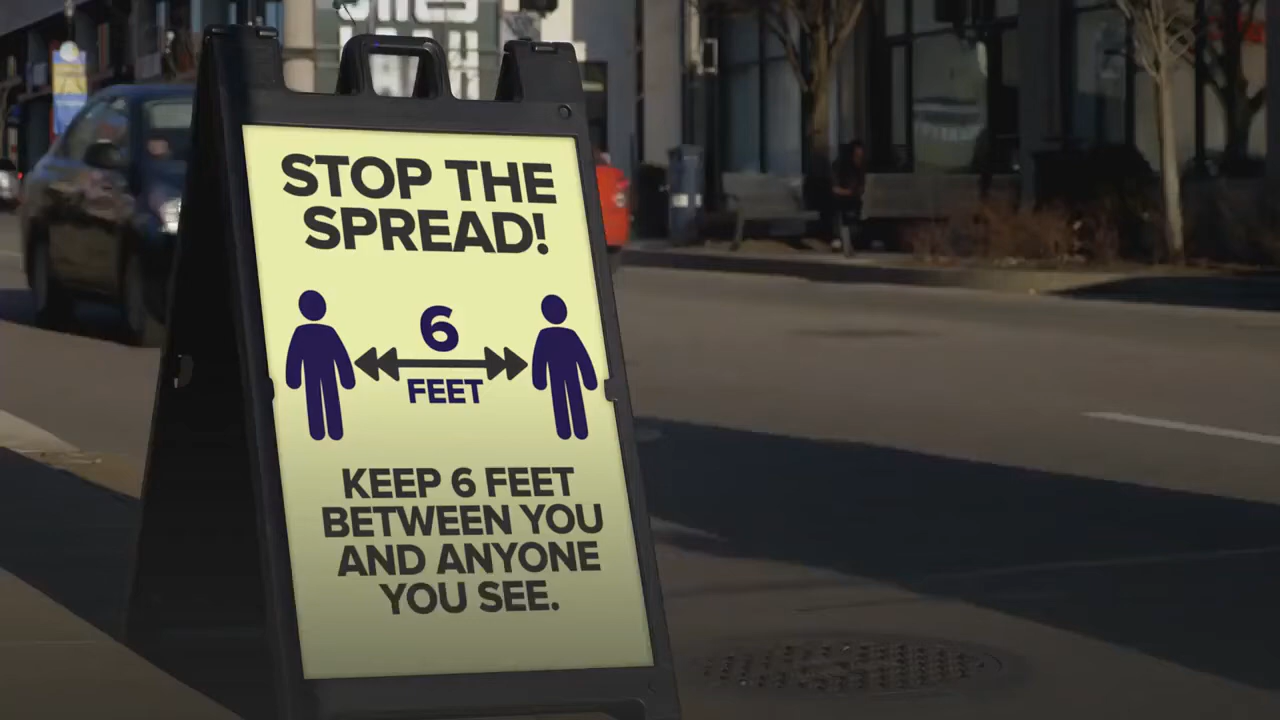 STOP THE
SPREAD!
6
FEET
KEEP 6 FEET
BETWEEN YOU
AND ANYONE
YOU SEE.